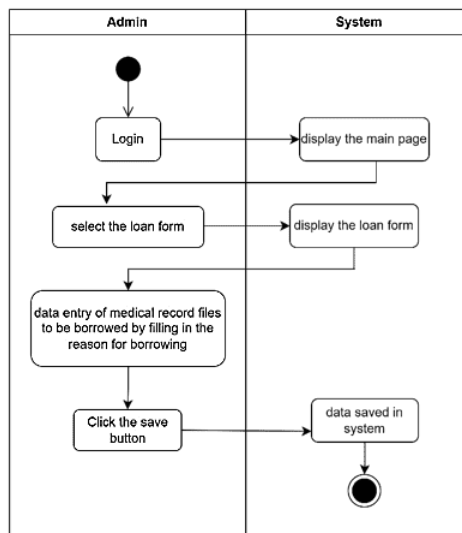 Admin
System
Login
display the main page
select the loan form
display the loan form
data entry of medical record files
to be borrowed by filling in the
reason for borrowing
Click the save
button
data saved in
system